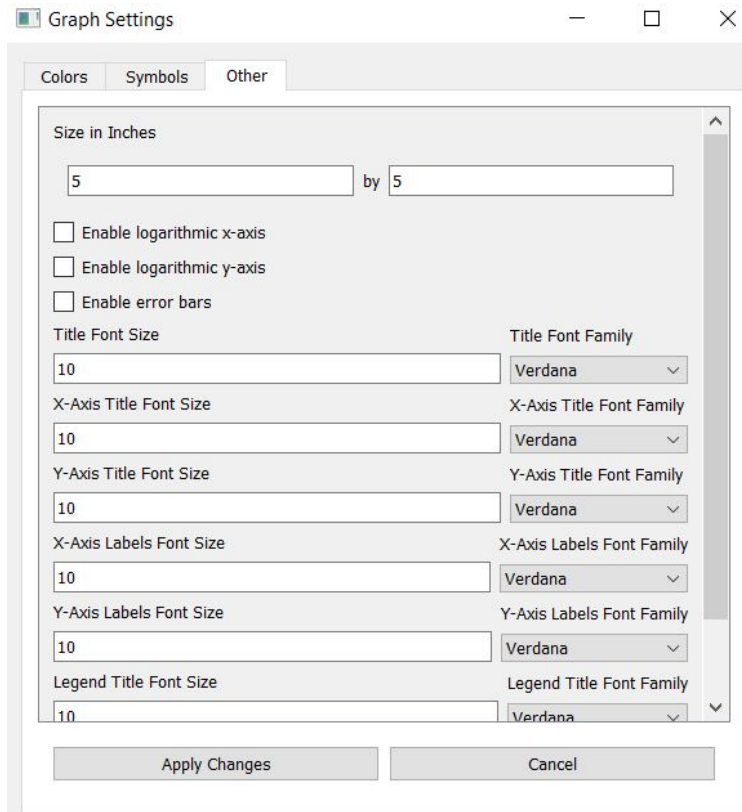 Graph Settings
Colors Symbols Other
Size in Inches
5 by 5
Enable logarithmic x-axis
Enable logarithmic y-axis
Enable error bars
Title Font Size Title Font Family
10 Verdana
X-Axis Title Font Size X-Axis Title Font Family
10 Verdana
Y-Axis Title Font Size Y-Axis Title Font Family
10 Verdana
X-Axis Labels Font Size X-Axis Labels Font Family
10 Verdana
Y-Axis Labels Font Size Y-Axis Labels Font Family
10 Verdana
Legend Title Font Size Legend Title Font Family
10 Verdana
Apply Changes Cancel